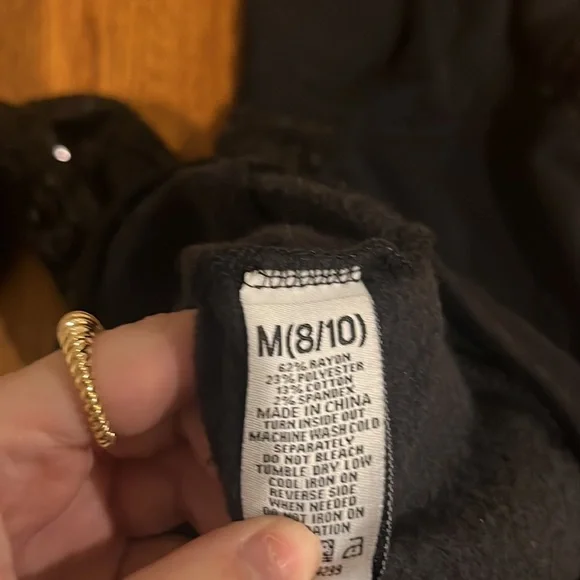 M(8/10)
62% RAYON
23% POLYESTER
13% COTTON
2% SPANDEX
MADE IN CHINA
TURN INSIDE OUT
MACHINE WASH COLD
SEPARATELY
DO NOT BLEACH
TUMBLE DRY LOW
COOL IRON ON
REVERSE SIDE
WHEN NEEDED
DO NOT IRON ON